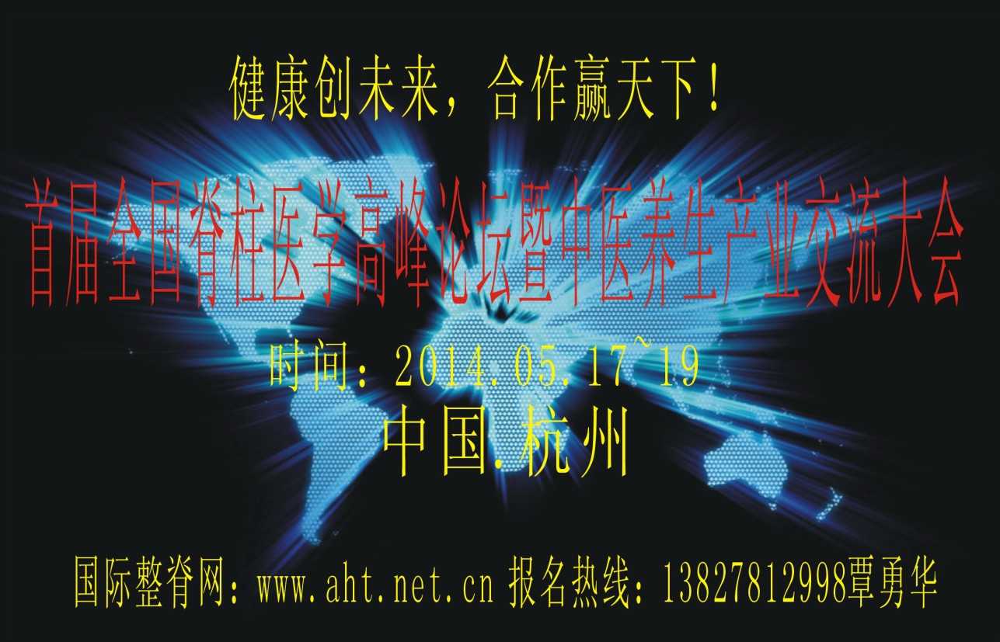 健康创未来，合作赢天下！
首届全国脊柱医学高峰论坛暨中医养生产业交流大会
时间：2014.05.17~19
中国.杭州
国际整脊网：www.aht.net.cn 报名热线：13827812998覃勇华